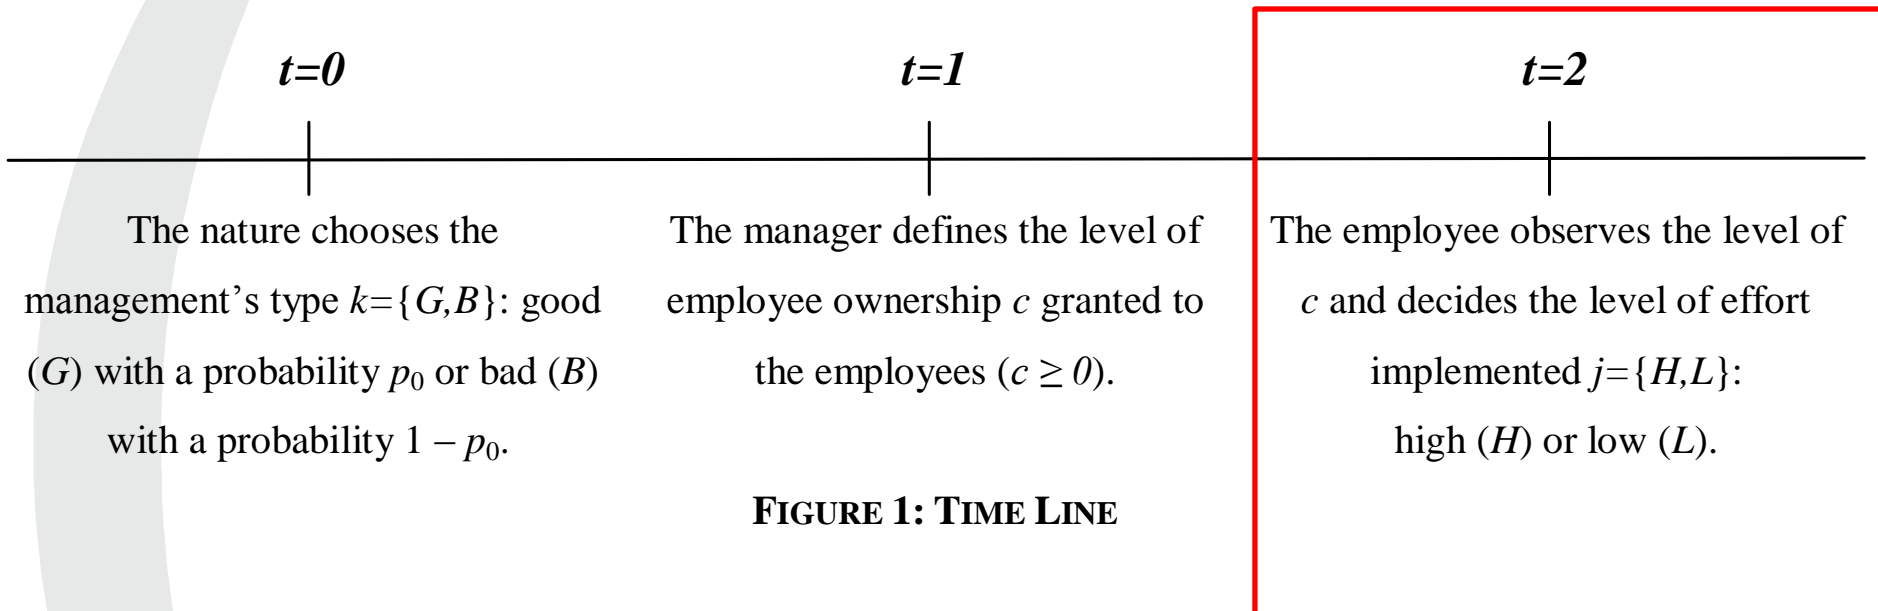 t=0
t=1
t=2
The nature chooses the
management’s type k={G,B}: good
(G) with a probability p0 or bad (B)
with a probability 1 – p0.
The manager defines the level of
employee ownership c granted to
the employees (c ≥ 0).
The employee observes the level of
c and decides the level of effort
implemented j={H,L}:
high (H) or low (L).
FIGURE 1: TIME LINE